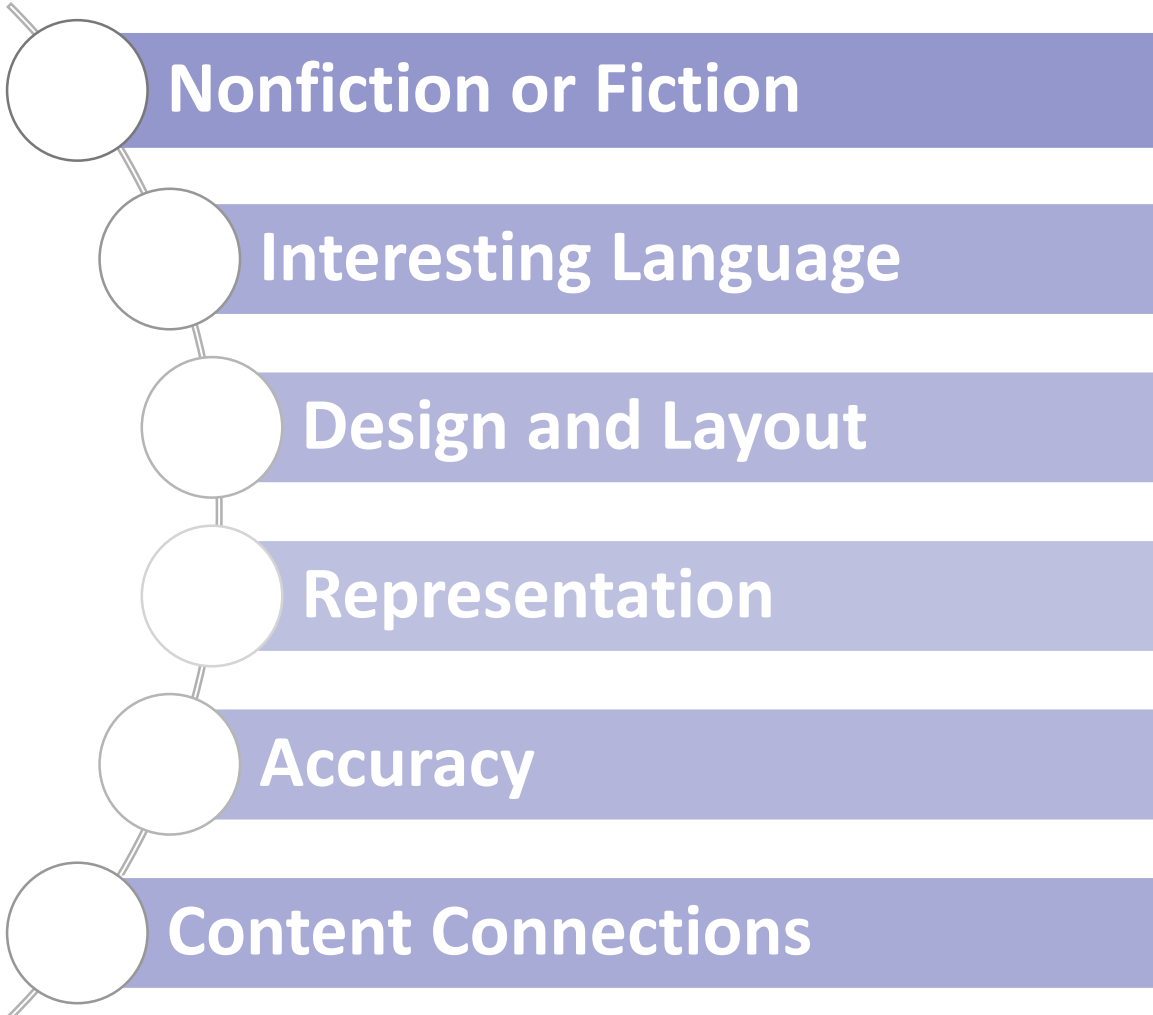 Nonfiction or Fiction
Interesting Language
Design and Layout
Representation
Accuracy
Content Connections